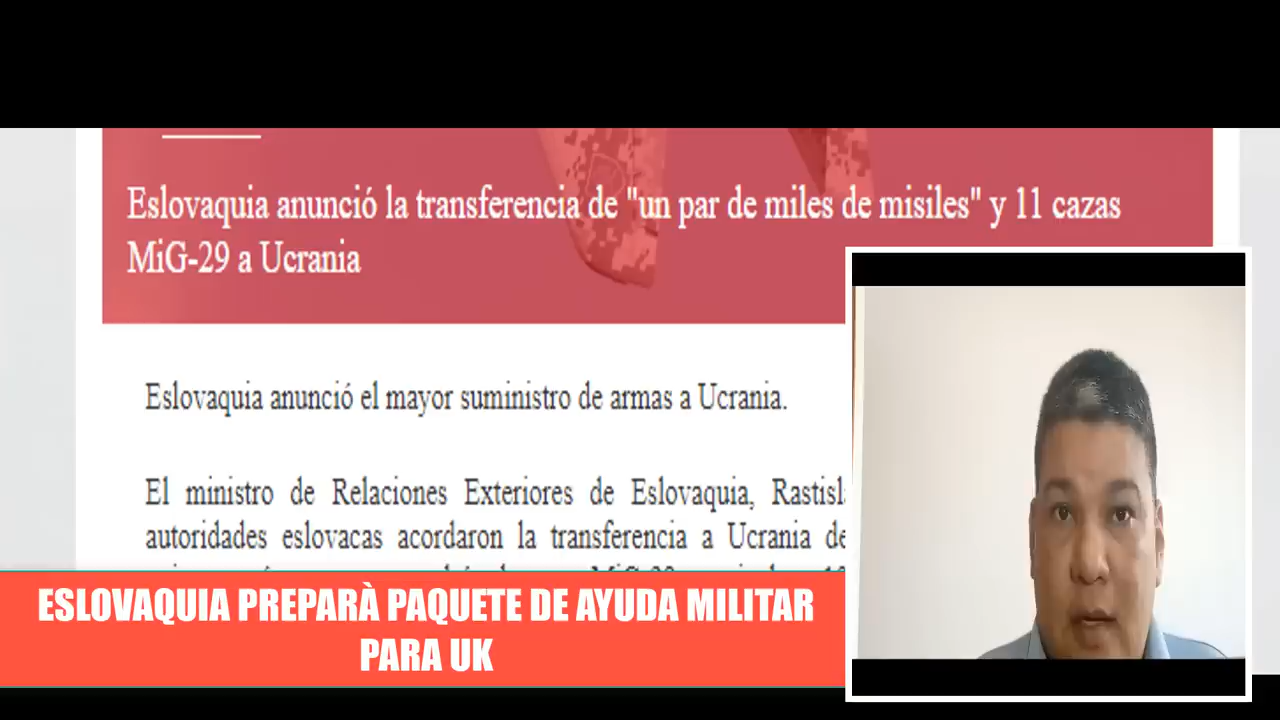 Eslovaquia anunció la transferencia de "un par de miles de misiles" y 11 cazas
MiG-29 a Ucrania
Eslovaquia anunció el mayor suministro de armas a Ucrania.
El ministro de Relaciones Exteriores de Eslovaquia,
autoridades eslovacas acordaron la transferencia a Ucrania de
ESLOVAQUIA PREPARÀ PAQUETE DE AYUDA MILITAR
PARA UK